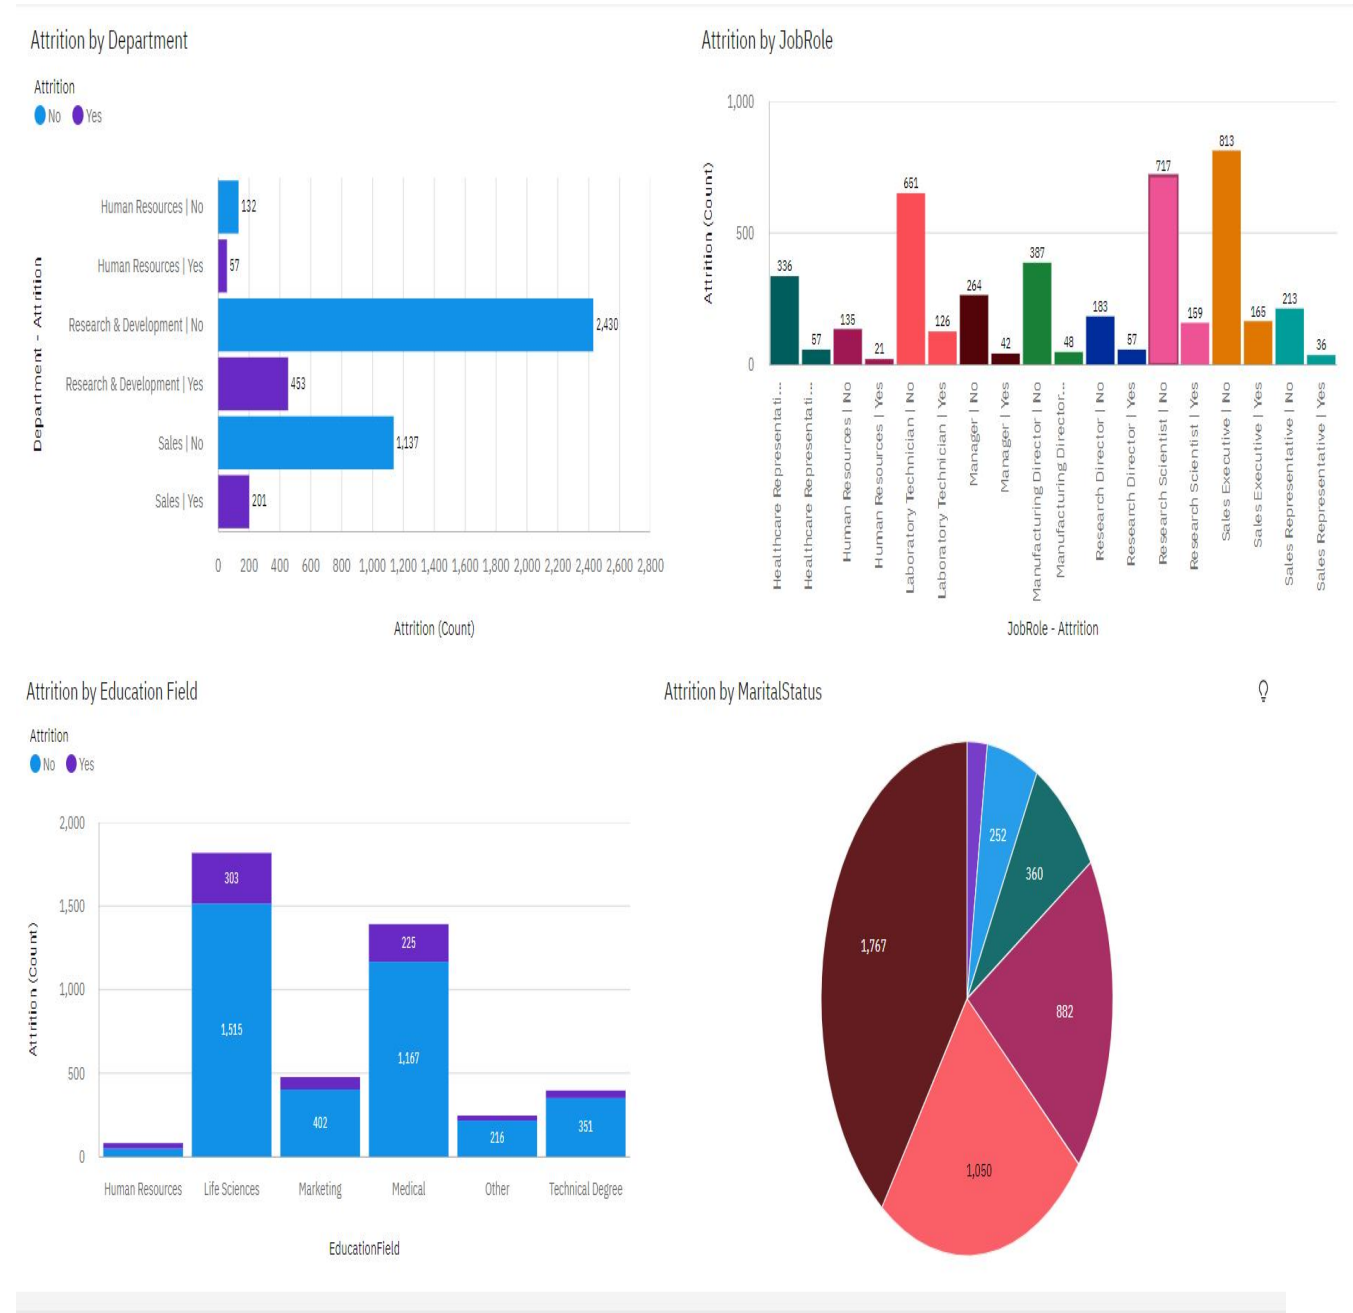 Attrition by Department
Attrition
No Yes
Human Resources | No
132
Human Resources | Yes
57
Research & Development | No
2,430
Research & Development | Yes
453
Sales | No
1,137
Sales | Yes
201
Department - Attrition
0 200 400 600 800 1,000 1,200 1,400 1,600 1,800 2,000 2,200 2,400 2,600 2,800
Attrition (Count)
Attrition by JobRole
1,000
500
0
Attrition (Count)
336 57 135 21 651 126 264 42 387 48 183 57 717 159 813 165 213 36
Healthcare Representati...
Healthcare Representati...
Human Resources | No
Human Resources | Yes
Laboratory Technician | No
Laboratory Technician | Yes
Manager | No
Manager | Yes
Manufacturing Director | No
Manufacturing Director...
Research Director | No
Research Director | Yes
Research Scientist | No
Research Scientist | Yes
Sales Executive | No
Sales Executive | Yes
Sales Representative | No
Sales Representative | Yes
JobRole - Attrition
Attrition by Education Field
Attrition
No Yes
2,000
1,500
1,000
500
0
Attrition (Count)
303
1,515
402
225
1,167
216
351
Human Resources Life Sciences Marketing Medical Other Technical Degree
EducationField
Attrition by MaritalStatus
252
360
882
1,050
1,767